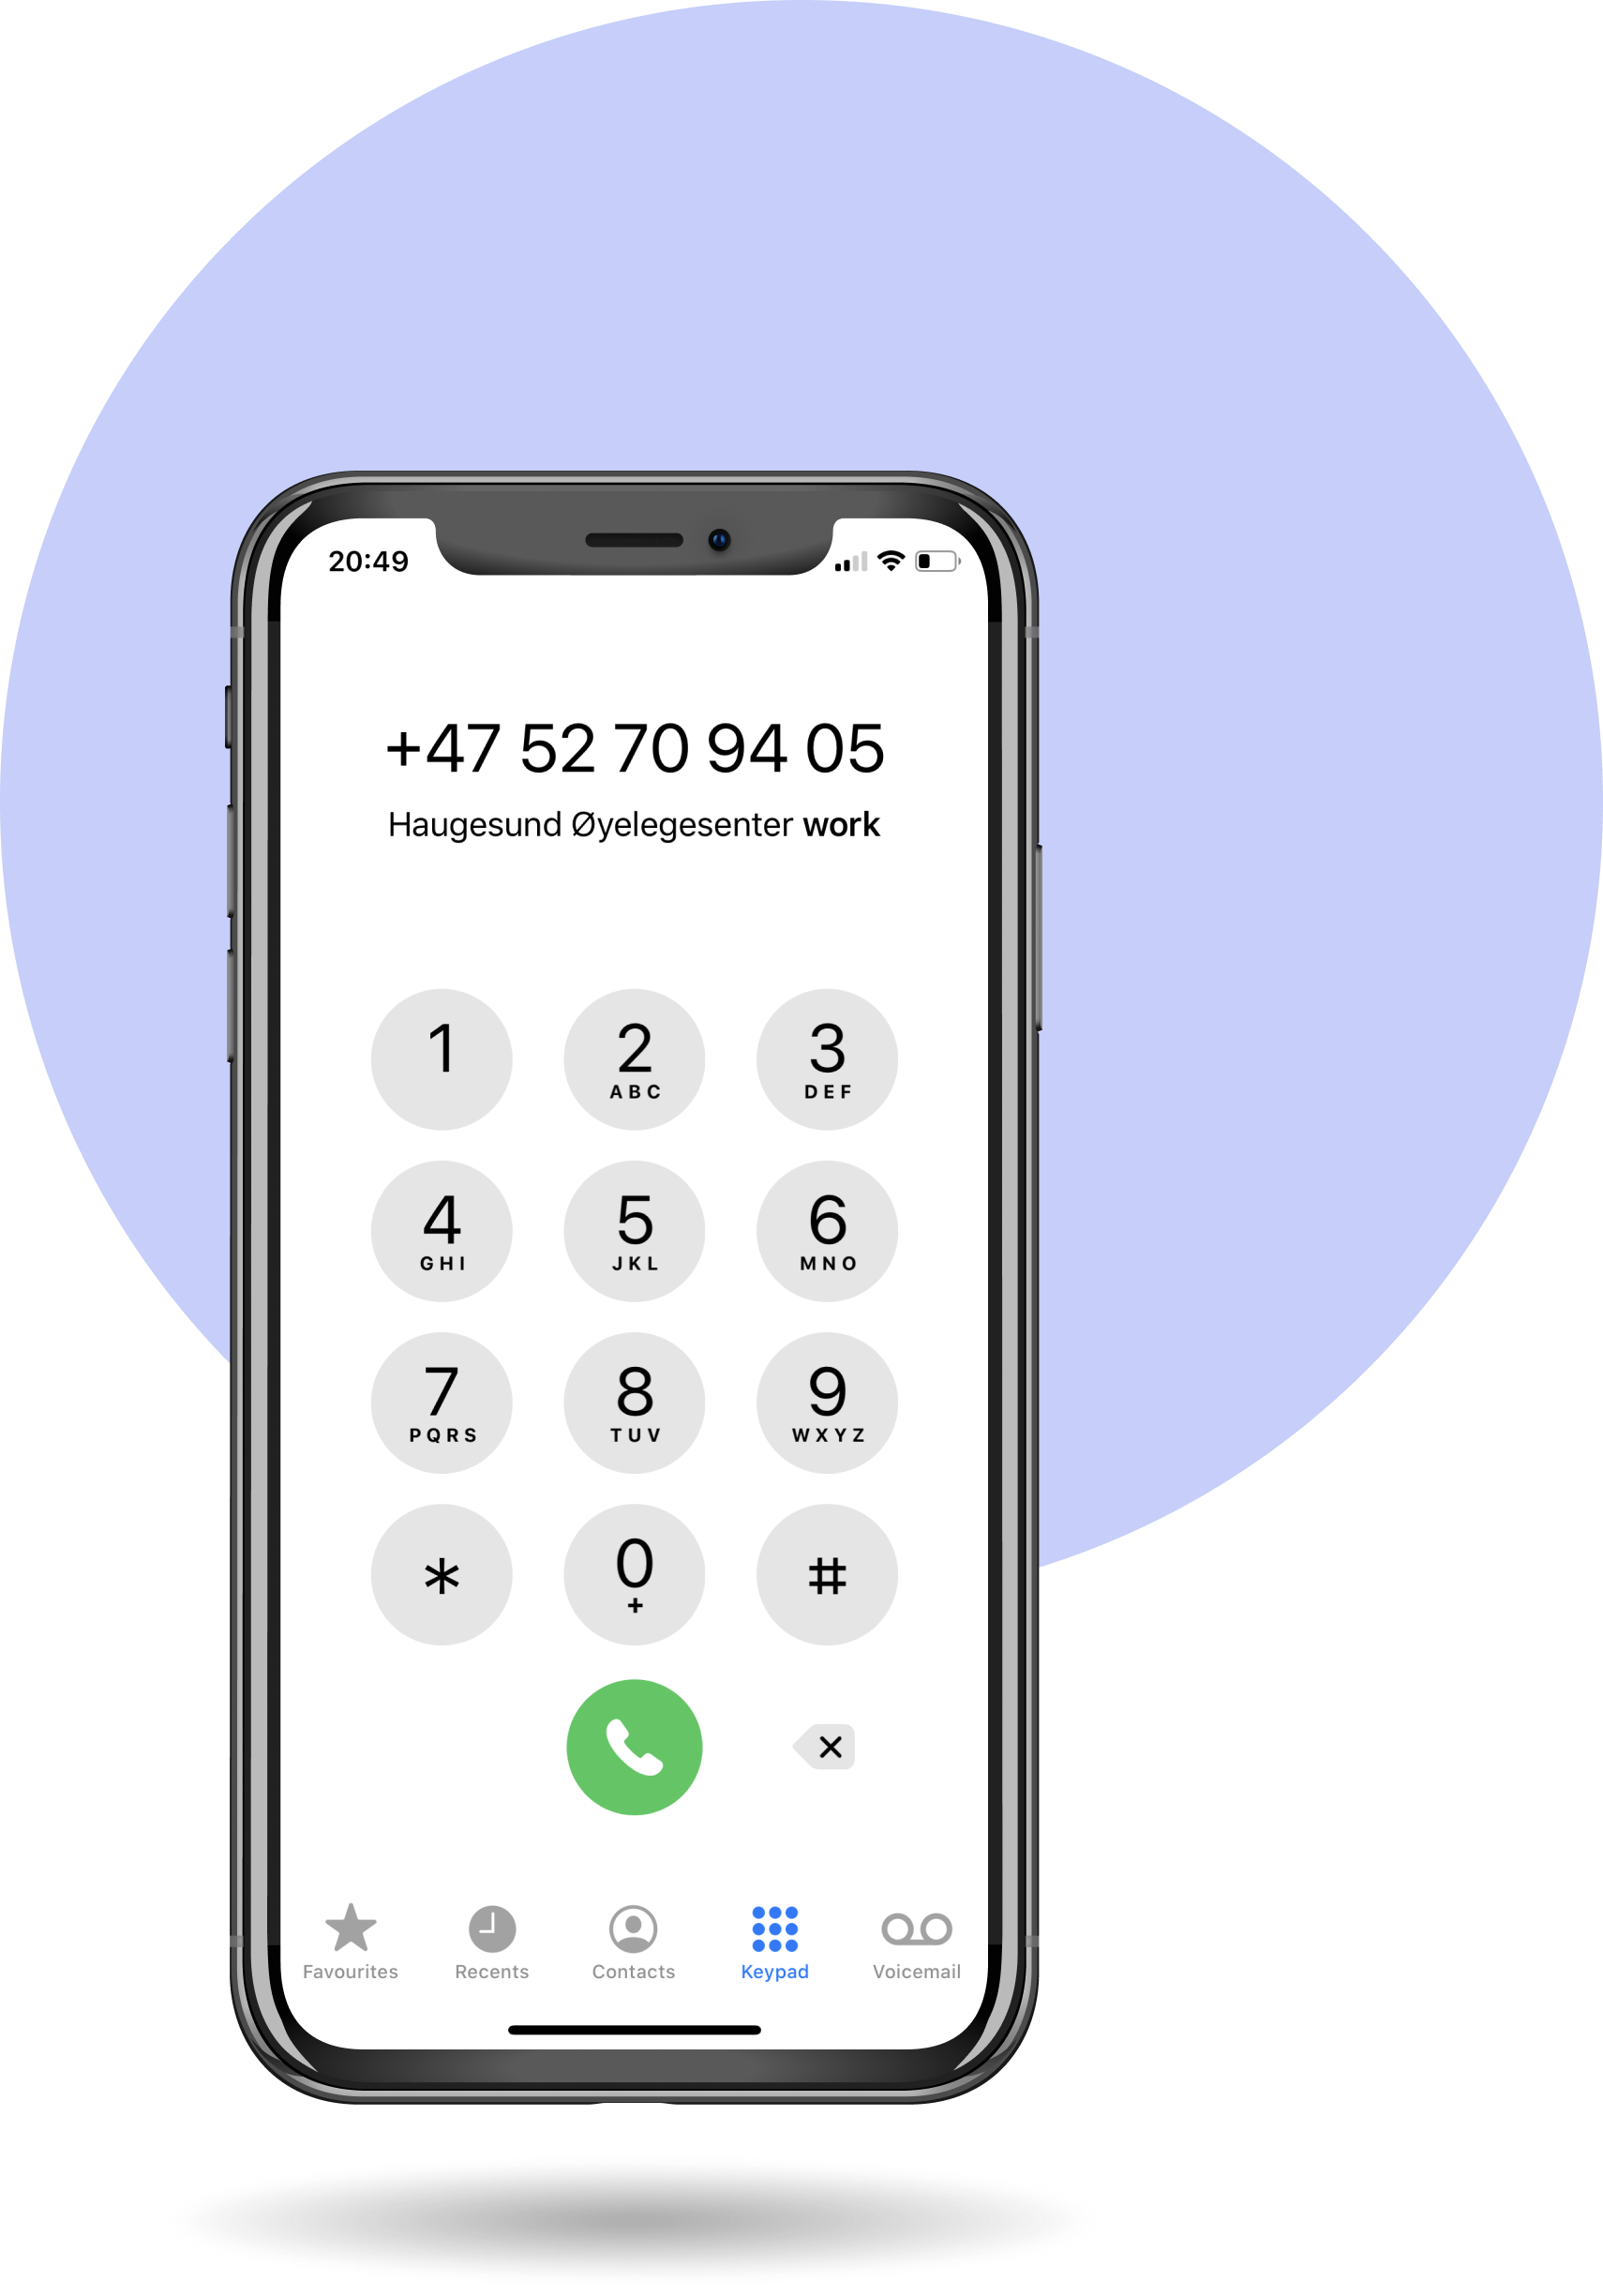 20:49
+47 52 70 94 05
Haugesund Øyelegesenter work
1 2 3
ABC DEF
4 5 6
GHI JKL MNO
7 8 9
PQRS TUV WXYZ
* 0 #
+
Favourites Recents Contacts Keypad Voicemail